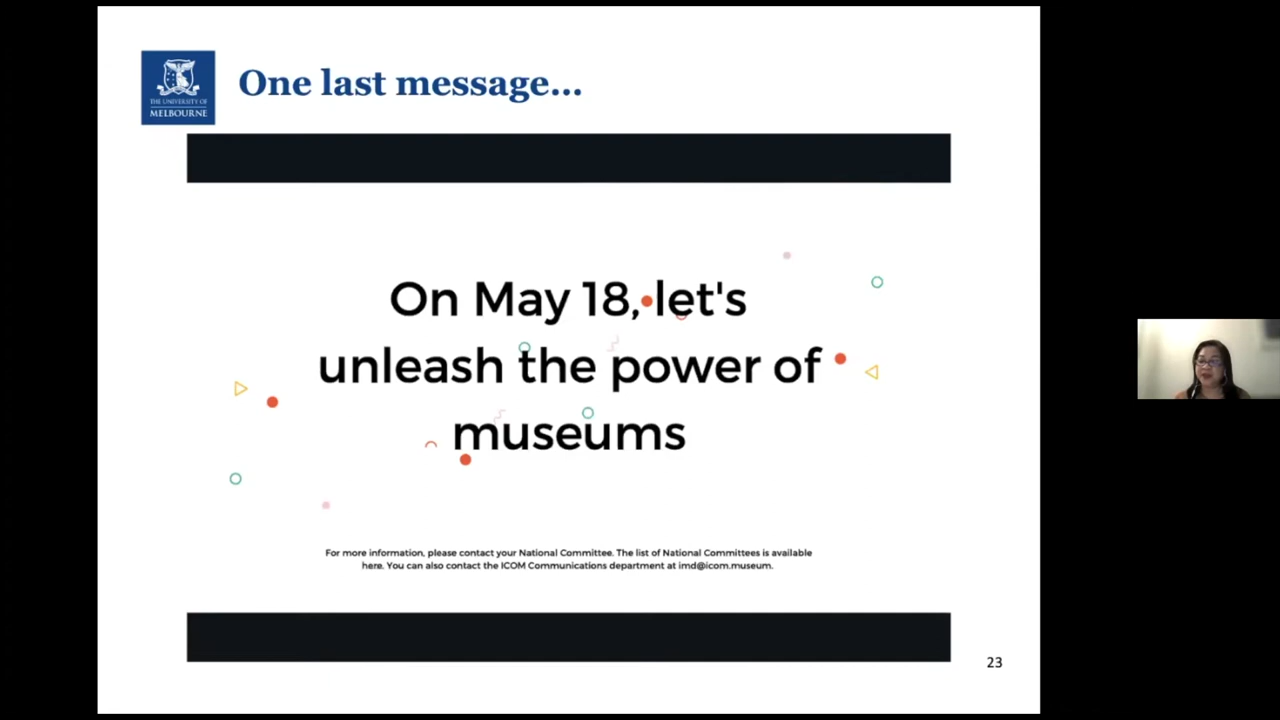 THE UNIVERSITY OF
MELBOURNE
One last message...
On May 18, let's
unleash the power of
museums
For more information, please contact your National Committee. The list of National Committees is available
here. You can also contact the ICOM Communications department at imd@icom.museum.
23